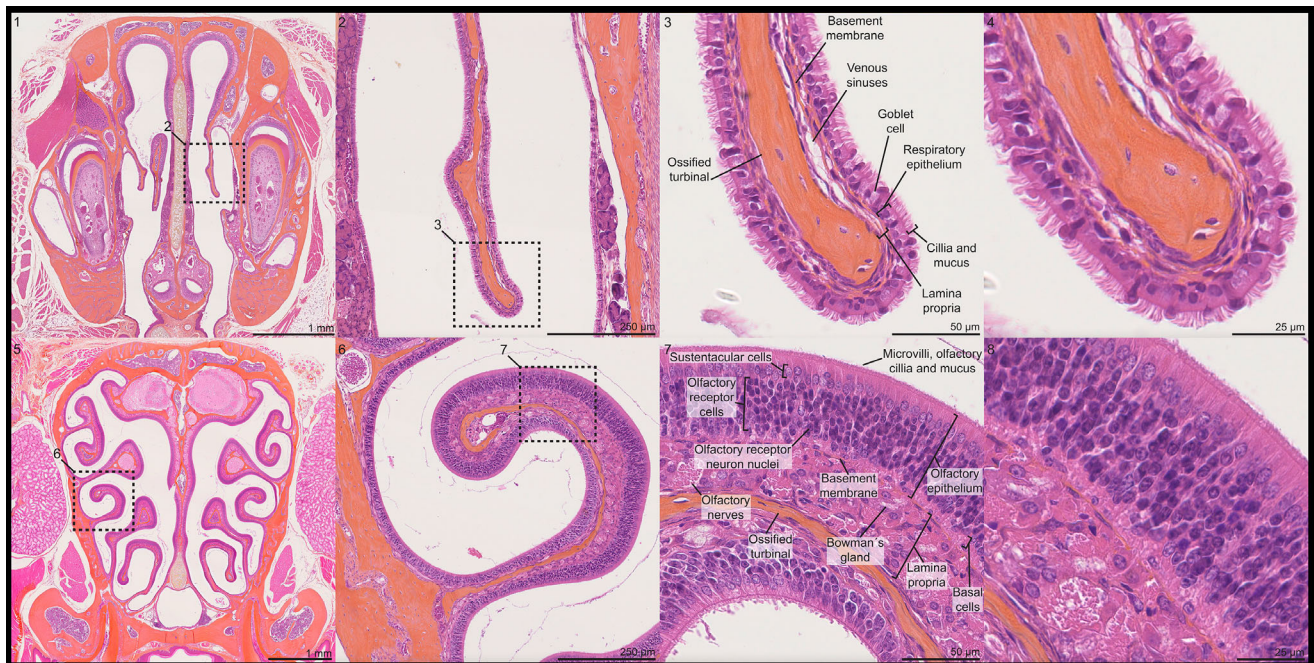 1
2
1 mm
2
3
250 µm
3
Basement
membrane
Venous
sinuses
Goblet
cell
Respiratory
epithelium
Ossified
turbinal
Cillia and
mucus
Lamina
propria
50 µm
4
25 µm
5
6
1 mm
6
7
250 µm
7
Sustentacular cells
Microvilli, olfactory
cillia and mucus
Olfactory
receptor
cells
Olfactory receptor
neuron nuclei
Basement
membrane
Olfactory
epithelium
Olfactory
nerves
Ossified
turbinal
Bowman´s
gland
Lamina
propria
Basal
cells
50 µm
8
25 µm